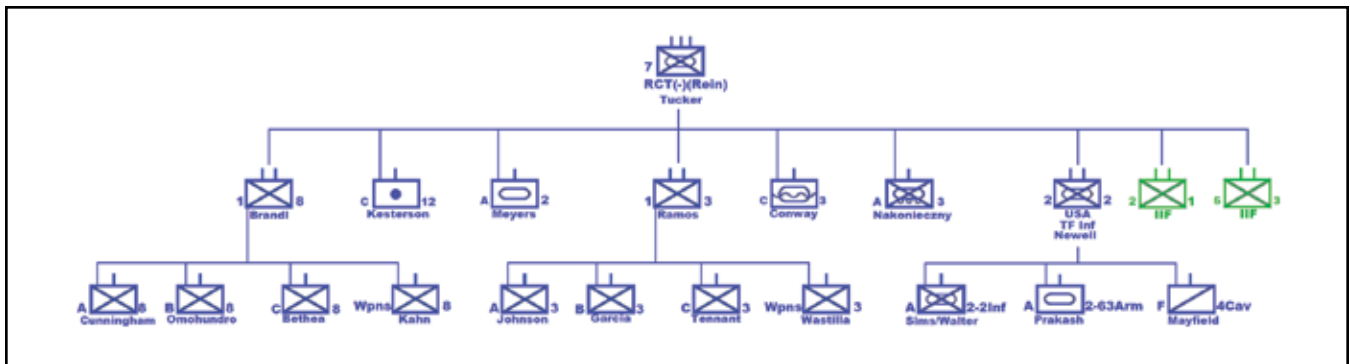 7
RCT(-)(Rein)
Tucker
1 8
Brandl
C 12
Kesterson
A 2
Meyers
1 3
Ramos
C 3
Conway
A 3
Nakonieczny
2 2
USA
TF Inf
Newell
2 1
IIF
5 3
IIF
A 8
Cunningham
B 8
Omohundro
C 8
Bethen
Wpns 8
Kahn
A 3
Johnson
B 3
Garcia
C 3
Tennant
Wpns 3
Wastilla
A 2-2Inf
Sims/Walter
A 2-63Arm
Prakash
F 4Cav
Mayfield